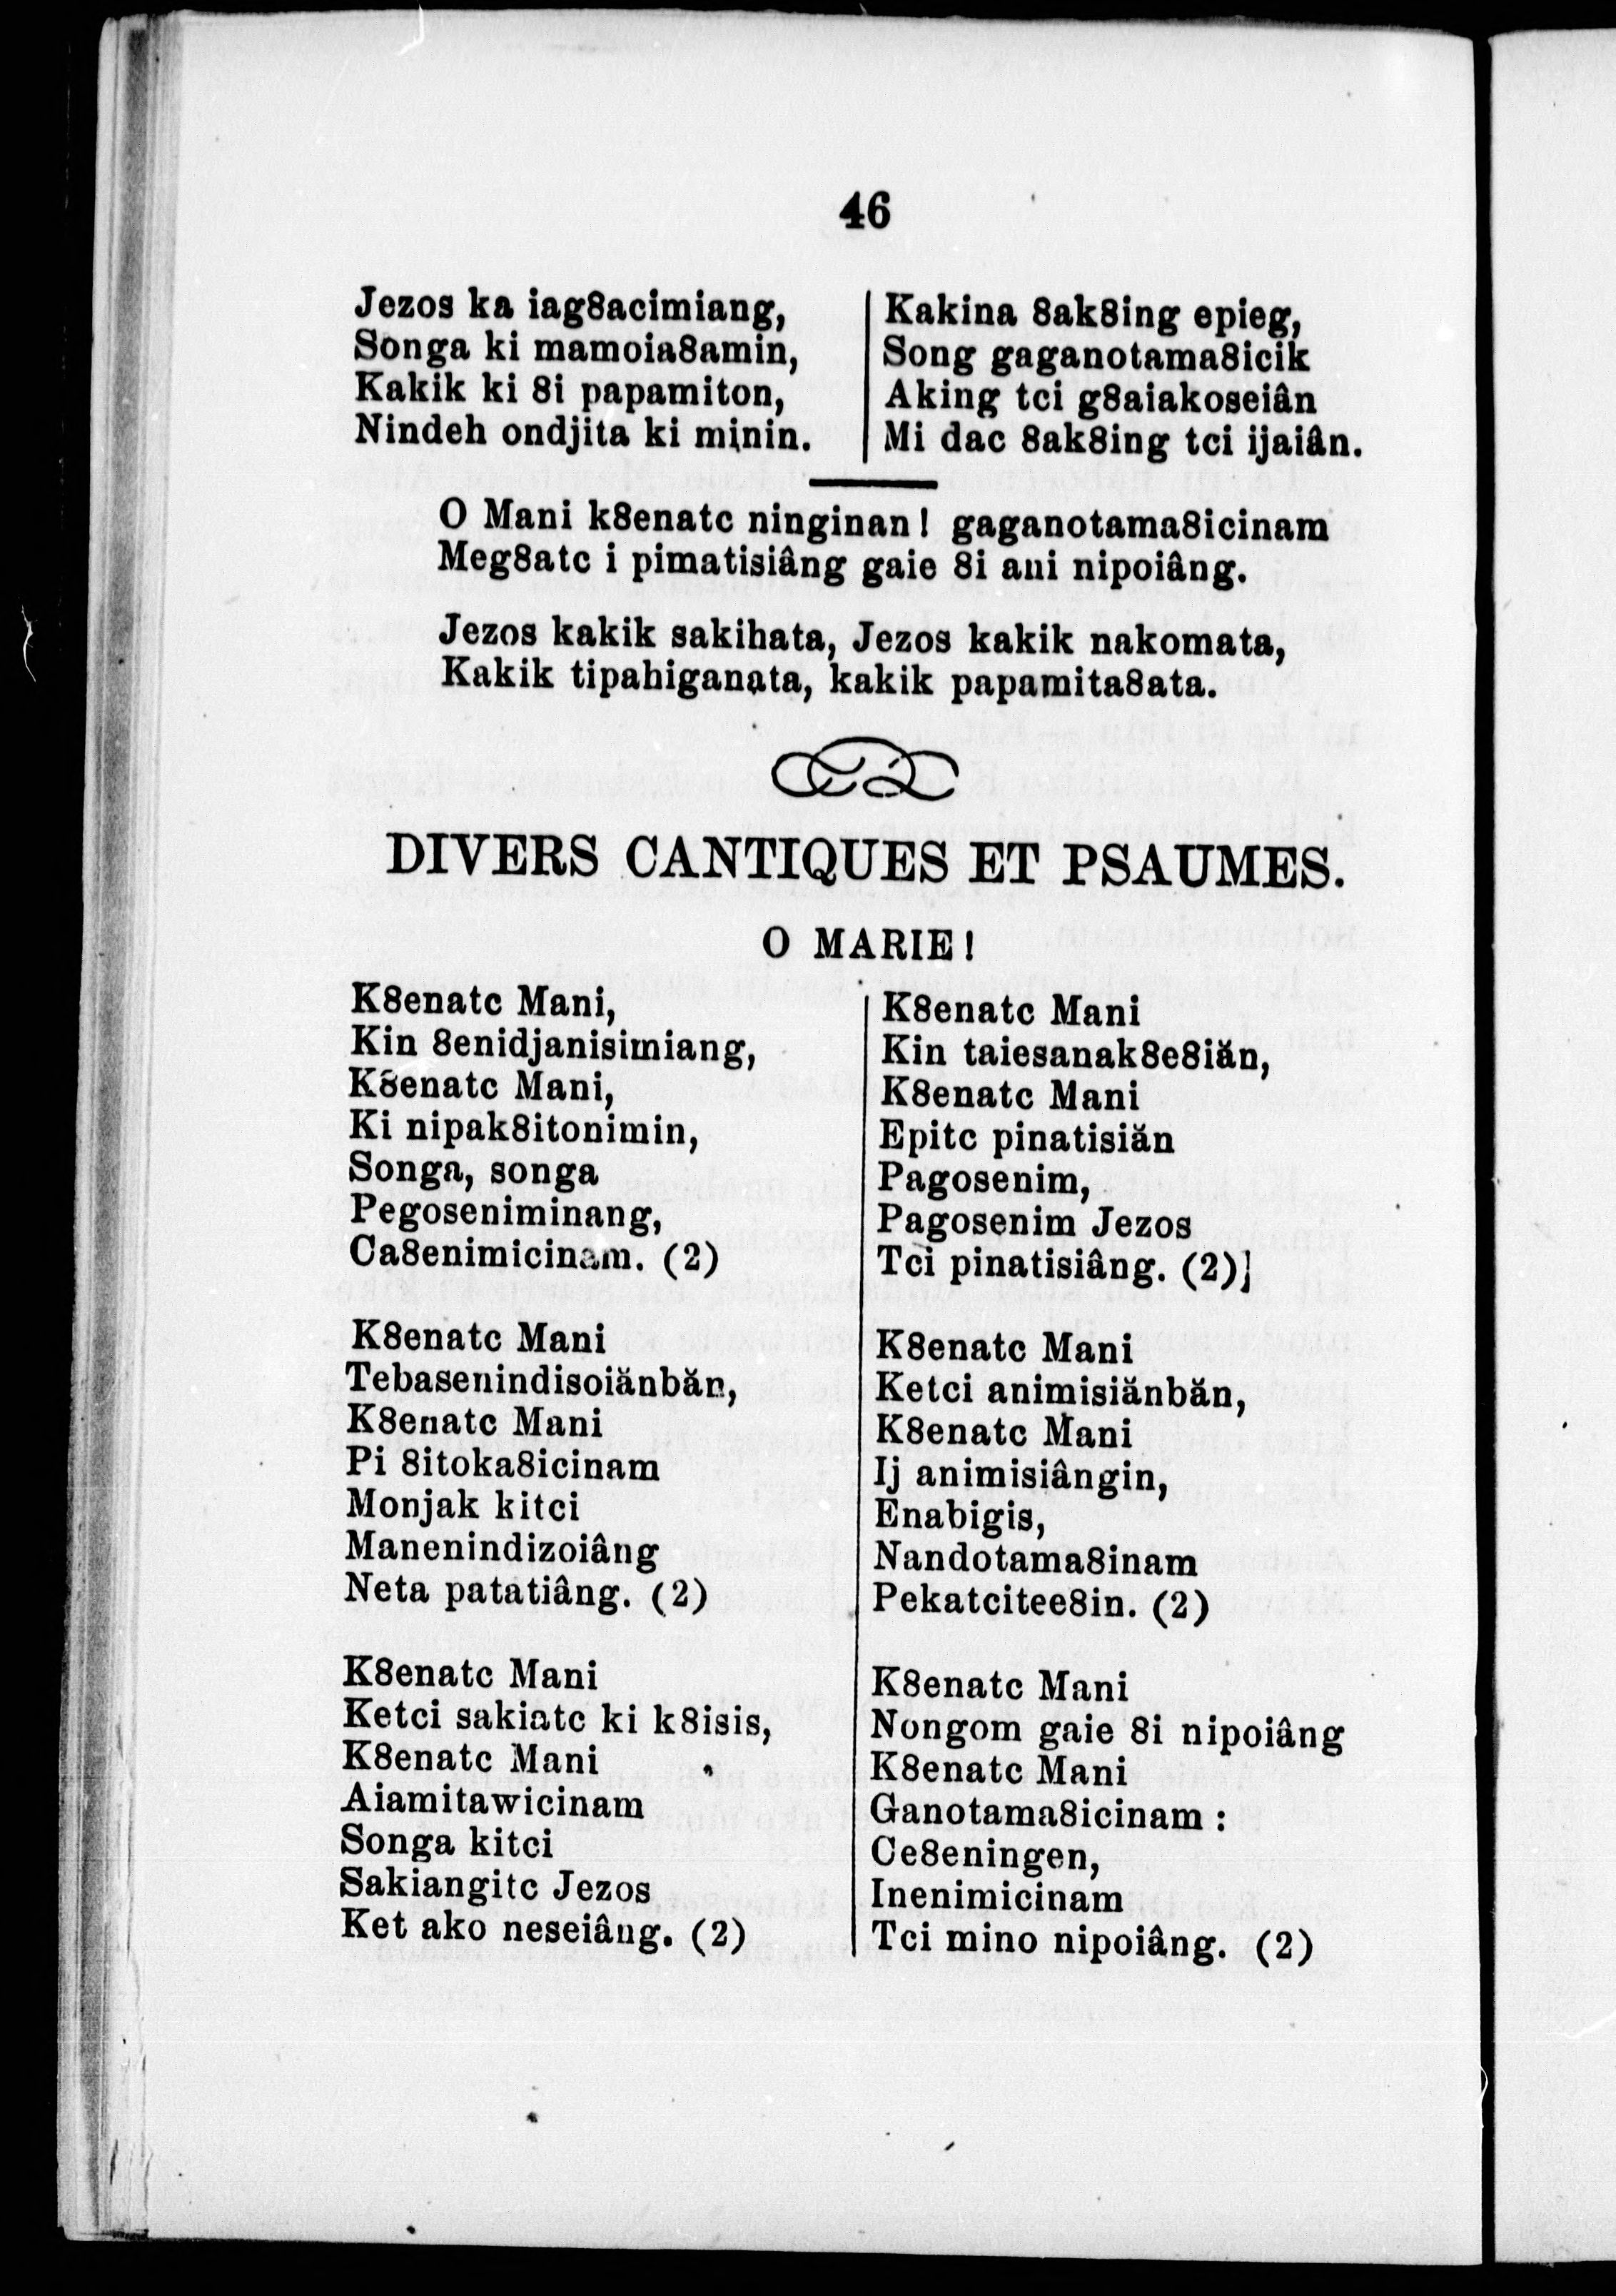 46
Jezos ka iag8acimiang,
Songa ki mamoia8amin,
Kakik ki 8i papamiton,
Nindeh ondjita ki minin.
Kakina 8ak8ing epieg,
Song gaganotama8icik
Aking tci g8aiakoseiân
Mi dac 8ak8ing tci ijaiân.
O Mani k8enatc ninginan! gaganotama8icinam
Meg8atc i pimatisiâng gaie 8i aui nipoiâng.
Jezos kakik sakihata, Jezos kakik nakomata,
Kakik tipahiganata, kakik papamita8ata.
DIVERS CANTIQUES ET PSAUMES.
O MARIE!
K8enatc Mani,
Kin 8enidjanisimiang,
K8enatc Mani,
Ki nipak8itonimin,
Songa, songa
Pegoseniminang,
Ca8enimicinam. (2)
K8enatc Mani
Tebasenindisoiănbăn,
K8enatc Mani
Pi 8itoka8icinam
Monjak kitci
Manenindizoiâng
Neta patatiâng. (2)
K8enatc Mani
Ketci sakiatc ki k8isis,
K8enatc Mani
Aiamitawicinam
Songa kitci
Sakiangitc Jezos
Ket ako neseiâug. (2)
K8enatc Mani
Kin taiesanak8e8iăn,
K8enatc Mani
Epitc pinatisiăn
Pagosenim,
Pagosenim Jezos
Tci pinatisiâng. (2)]
K8enatc Mani
Ketci animisiănbăn,
K8enatc Mani
Ij animisiângin,
Enabigis,
Nandotama8inam
Pekatcitee8in. (2)
K8enatc Mani
Nongom gaie 8i nipoiâng
K8enatc Mani
Ganotama8icinam :
Ce8eningen,
Inenimicinam
Tci mino nipoiâng. (2)